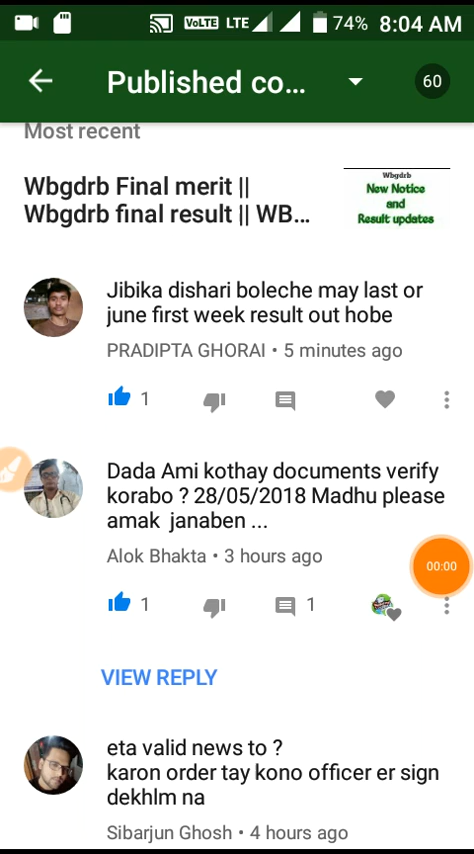 VoLTE LTE 74% 8:04 AM
Published co... 60
Most recent
Wbgdrb Final merit ||
Wbgdrb final result || WB...
Wbgdrb
New Notice
and
Result updates
Jibika dishari boleche may last or
june first week result out hobe
PRADIPTA GHORAI • 5 minutes ago
1
Dada Ami kothay documents verify
korabo ? 28/05/2018 Madhu please
amak janaben ...
Alok Bhakta • 3 hours ago
00:00
1 1
VIEW REPLY
eta valid news to ?
karon order tay kono officer er sign
dekhlm na
Sibarjun Ghosh • 4 hours ago